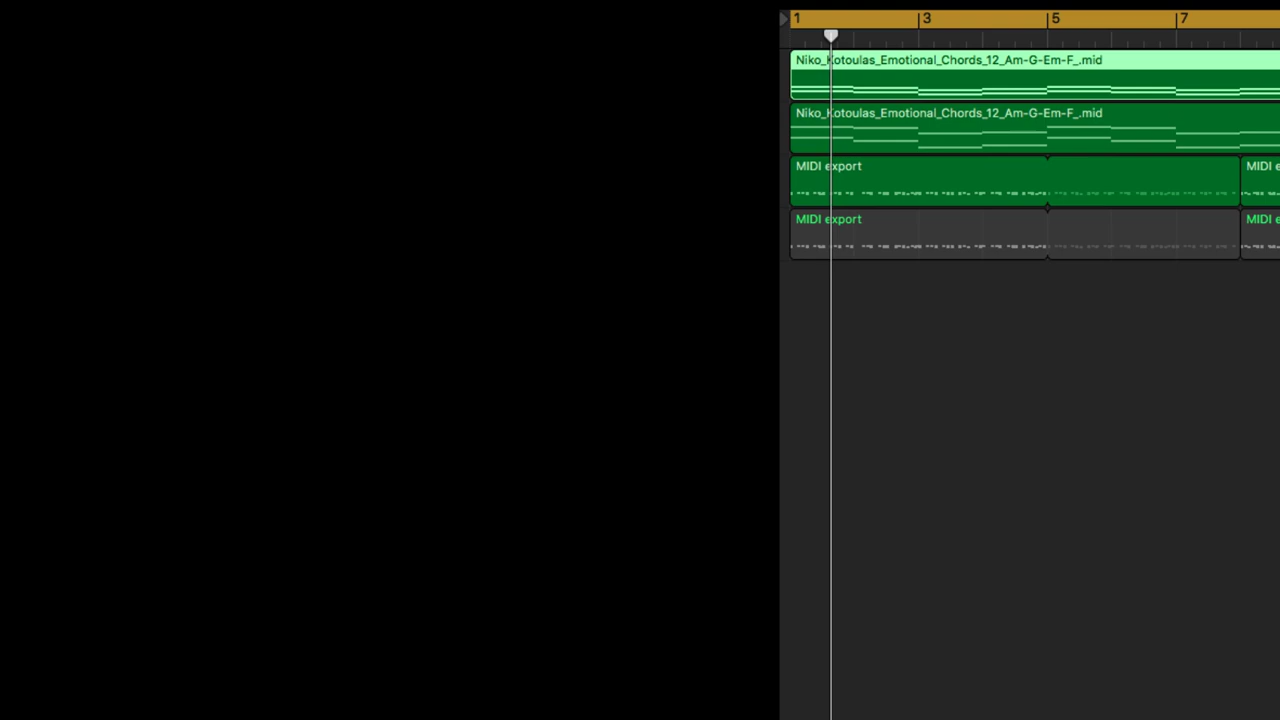 1 3 5 7
Niko_Kotoulas_Emotional_Chords_12_Am-G-Em-F_.mid
Niko_Kotoulas_Emotional_Chords_12_Am-G-Em-F_.mid
MIDI export MIDI e
MIDI export MIDI e